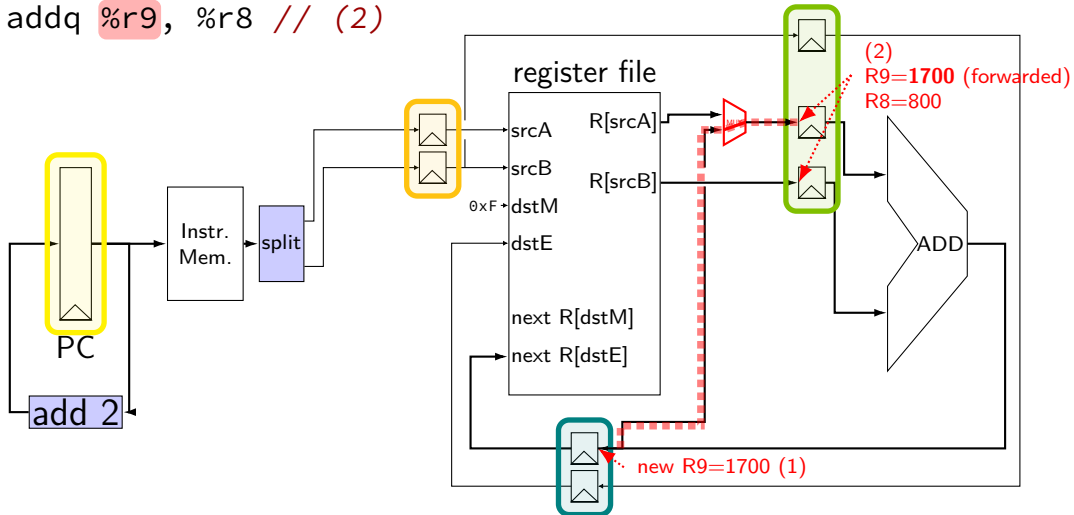 addq %r9, %r8 // (2)
register file
(2)
R9=1700 (forwarded)
R8=800
srcA
R[srcA]
MUX
srcB
R[srcB]
0xF
dstM
Instr.
Mem.
split
dstE
ADD
next R[dstM]
PC
next R[dstE]
add 2
new R9=1700 (1)